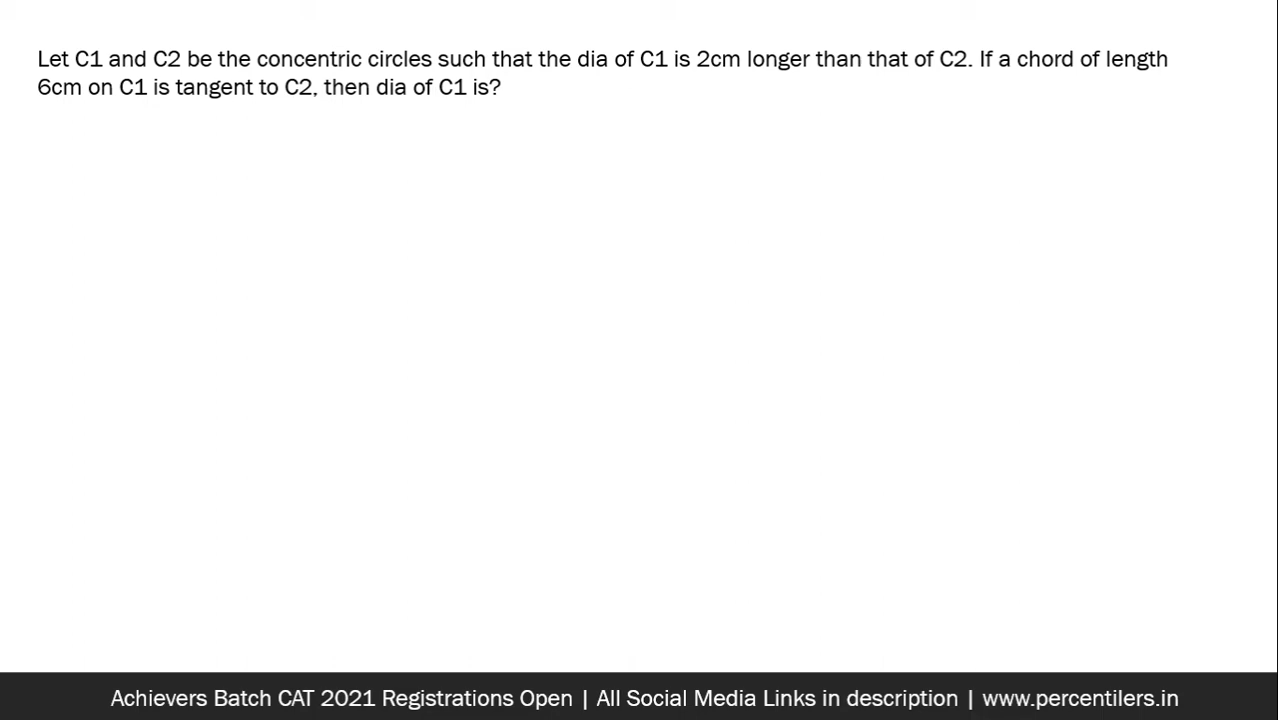 Let C1 and C2 be the concentric circles such that the dia of C1 is 2cm longer than that of C2. If a chord of length
6cm on C1 is tangent to C2, then dia of C1 is?
Achievers Batch CAT 2021 Registrations Open | All Social Media Links in description | www.percentilers.in